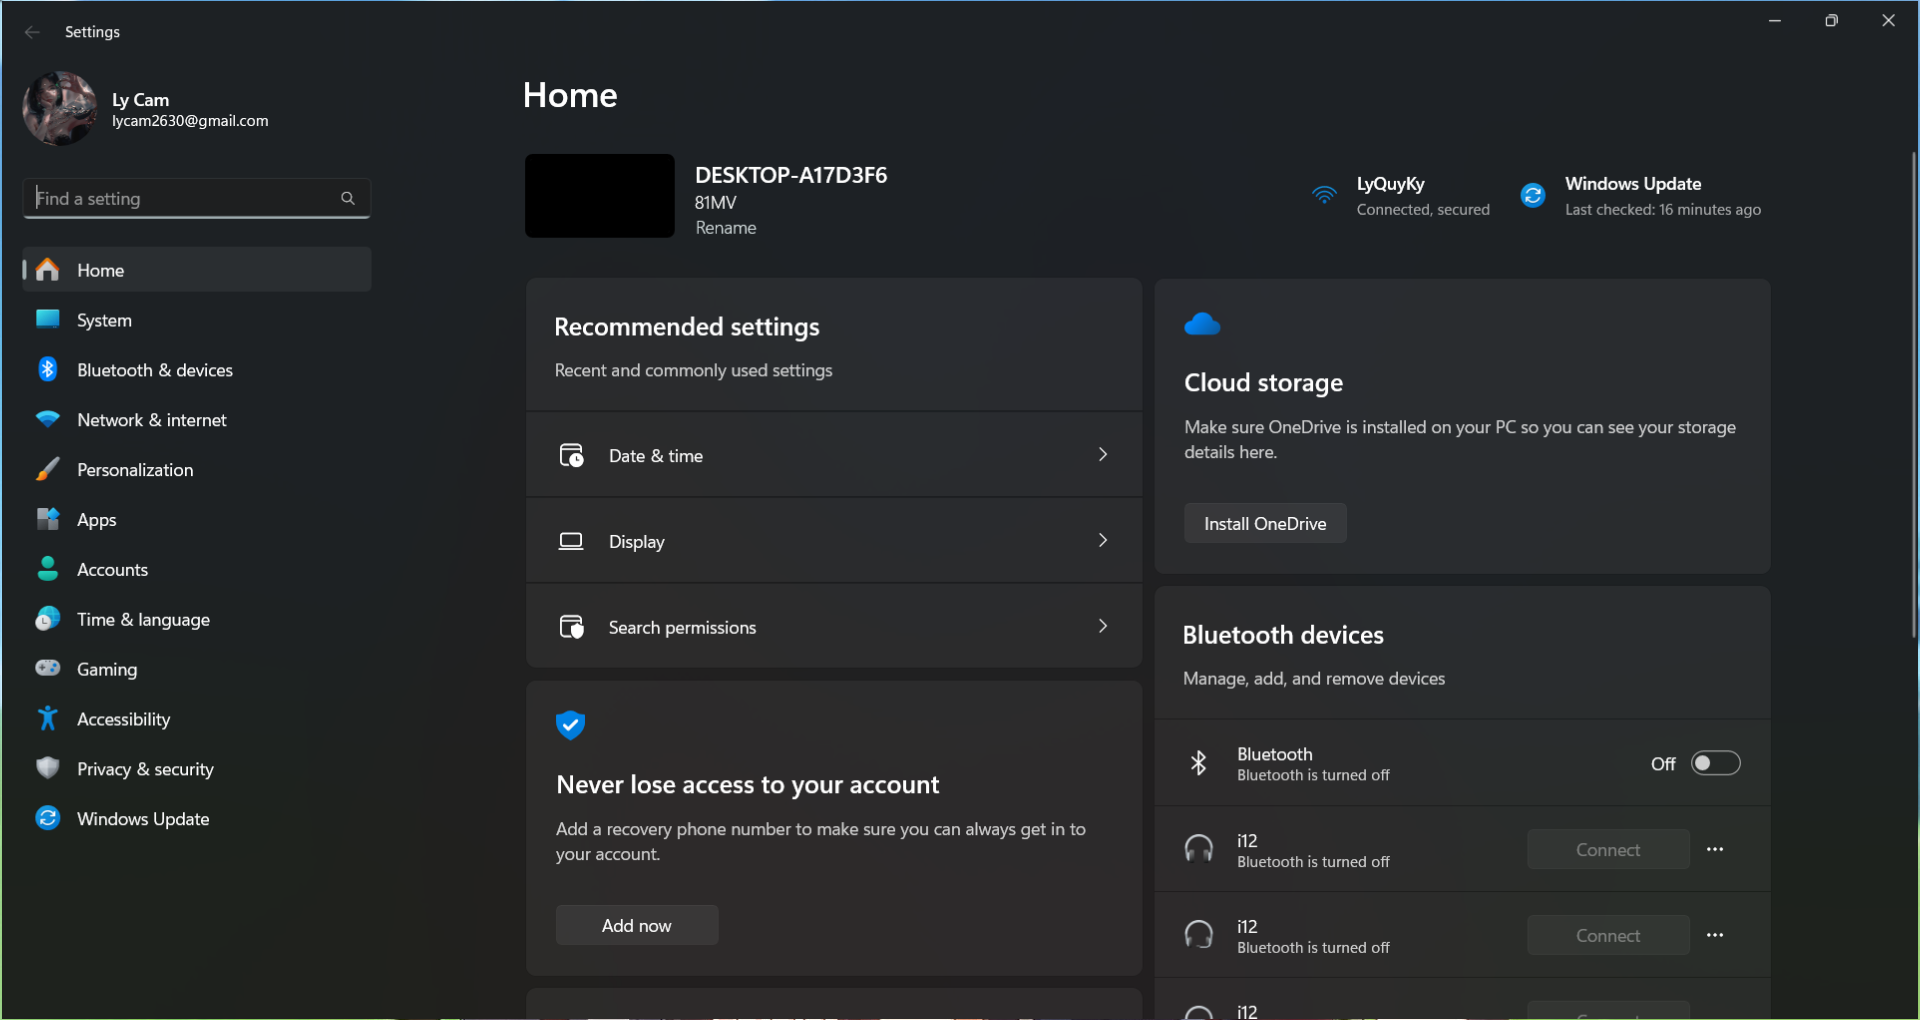 Settings
Ly Cam
lycam2630@gmail.com
Find a setting
Home
System
Bluetooth & devices
Network & internet
Personalization
Apps
Accounts
Time & language
Gaming
Accessibility
Privacy & security
Windows Update
Home
DESKTOP-A17D3F6
81MV
Rename
LyQuyKy
Connected, secured
Windows Update
Last checked: 16 minutes ago
Recommended settings
Recent and commonly used settings
Date & time
Display
Search permissions
Never lose access to your account
Add a recovery phone number to make sure you can always get in to
your account.
Add now
Cloud storage
Make sure OneDrive is installed on your PC so you can see your storage
details here.
Install OneDrive
Bluetooth devices
Manage, add, and remove devices
Bluetooth
Bluetooth is turned off
Off
i12
Bluetooth is turned off
Connect
i12
Bluetooth is turned off
Connect
i12